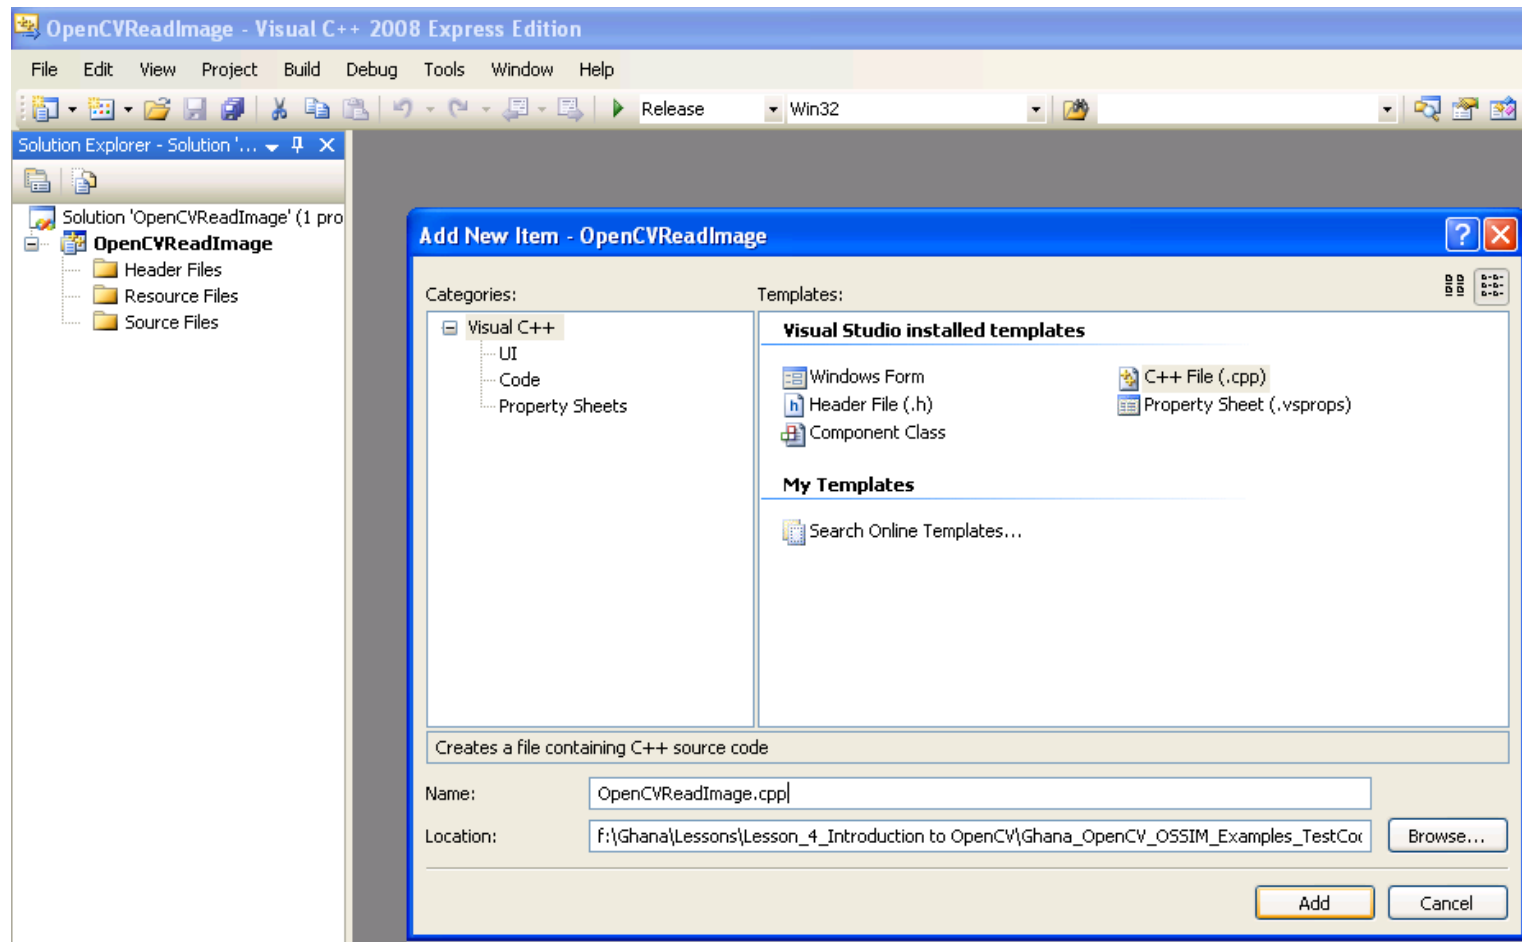 OpenCVReadImage - Visual C++ 2008 Express Edition
File Edit View Project Build Debug Tools Window Help
Release Win32
Solution Explorer - Solution '...
Solution 'OpenCVReadImage' (1 pro
OpenCVReadImage
Header Files
Resource Files
Source Files
Add New Item - OpenCVReadImage
Categories: Templates:
Visual C++
UI
Code
Property Sheets
Visual Studio installed templates
Windows Form C++ File (.cpp)
Header File (.h) Property Sheet (.vsprops)
Component Class
My Templates
Search Online Templates...
Creates a file containing C++ source code
Name: OpenCVReadImage.cpp
Location: f:\Ghana\Lessons\Lesson_4_Introduction to OpenCV\Ghana_OpenCV_OSSIM_Examples_TestCo Browse...
Add Cancel